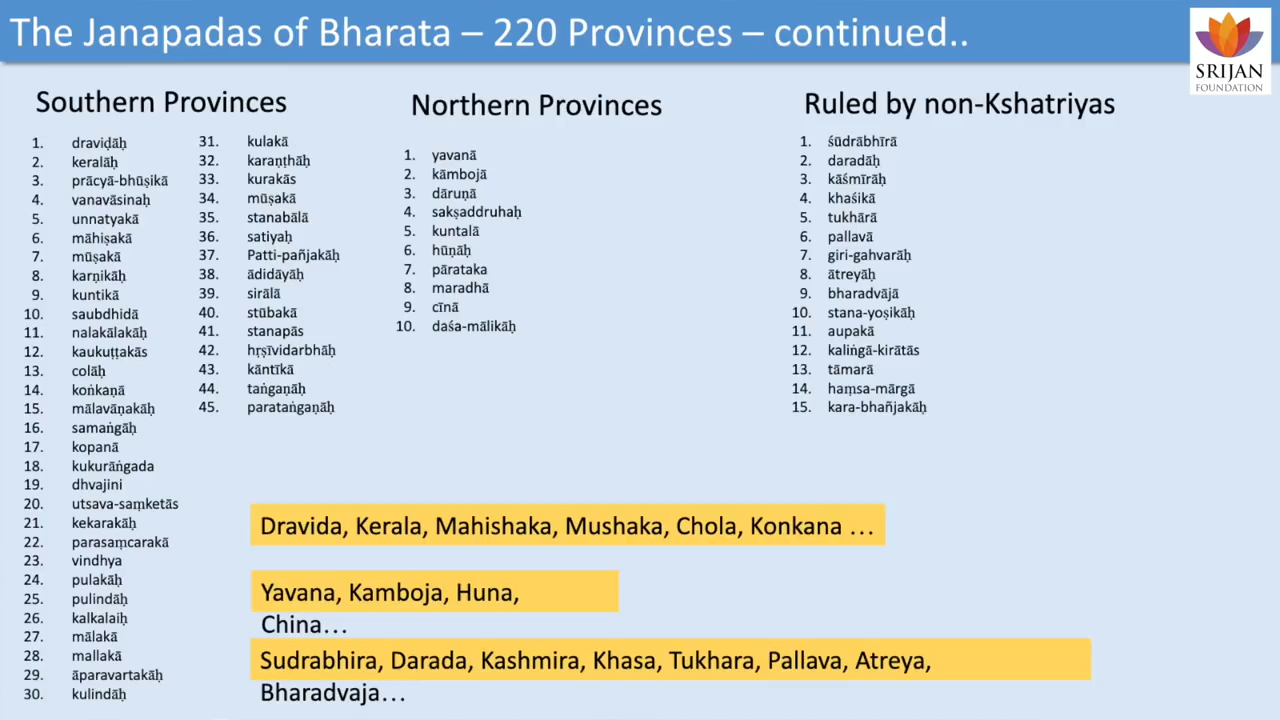 The Janapadas of Bharata – 220 Provinces – continued..
SRIJAN
FOUNDATION
Southern Provinces
1. draviḍāḥ
2. keralāḥ
3. prācyā-bhūṣikā
4. vanavāsinaḥ
5. unnatyakā
6. māhiṣakā
7. mūṣakā
8. karṇikāḥ
9. kuntikā
10. saubdhidā
11. nalakālakāḥ
12. kaukuṭṭakās
13. colāḥ
14. koṅkaṇā
15. mālavāṇakāḥ
16. samaṅgāḥ
17. kopanā
18. kukurāṅgada
19. dhvajini
20. utsava-saṃketās
21. kekarakāḥ
22. parasaṃcarakā
23. vindhya
24. pulakāḥ
25. pulindāḥ
26. kalkalaiḥ
27. mālakā
28. mallakā
29. āparavartakāḥ
30. kulindāḥ
31. kulakā
32. karaṇṭhāḥ
33. kurakās
34. mūṣakā
35. stanabālā
36. satiyaḥ
37. Patti-pañjakāḥ
38. ādidāyāḥ
39. sirālā
40. stūbakā
41. stanapās
42. hṛṣīvidarbhāḥ
43. kāntīkā
44. taṅgaṇāḥ
45. parataṅgaṇāḥ
Northern Provinces
1. yavanā
2. kāmbojā
3. dāruṇā
4. sakṣaddruhaḥ
5. kuntalā
6. hūṇāḥ
7. pārataka
8. maradhā
9. cīnā
10. daśa-mālikāḥ
Ruled by non-Kshatriyas
1. śūdrābhīrā
2. daradāḥ
3. kāśmīrāḥ
4. khaśikā
5. tukhārā
6. pallavā
7. giri-gahvarāḥ
8. ātreyāḥ
9. bharadvājā
10. stana-yoṣikāḥ
11. aupakā
12. kaliṅgā-kirātās
13. tāmarā
14. haṃsa-mārgā
15. kara-bhañjakāḥ
Dravida, Kerala, Mahishaka, Mushaka, Chola, Konkana …
Yavana, Kamboja, Huna,
China…
Sudrabhira, Darada, Kashmira, Khasa, Tukhara, Pallava, Atreya,
Bharadvaja…